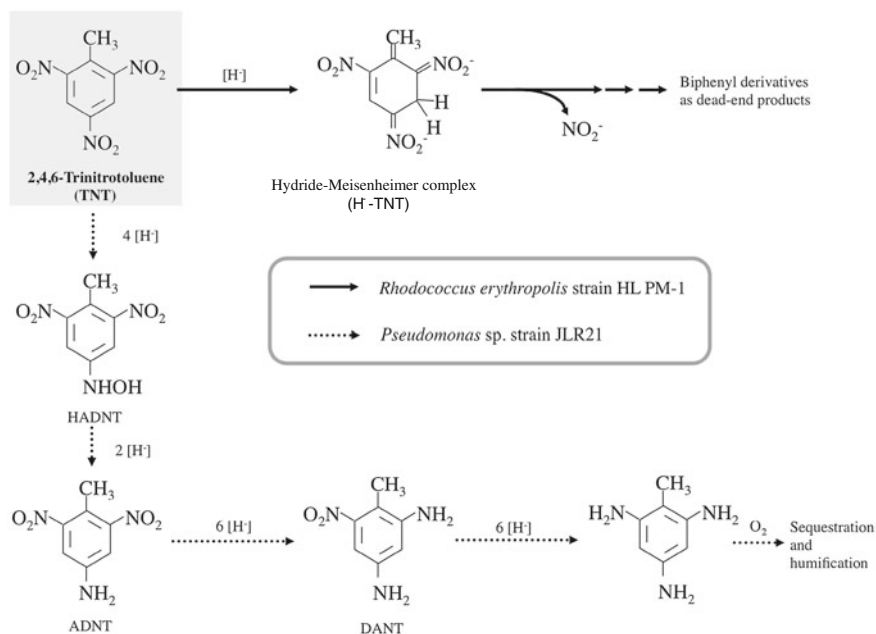 CH₃
O₂N
NO₂
NO₂
2,4,6-Trinitrotoluene
(TNT)
[H-]
CH₃
O₂N
NO₂-
H
H
NO₂-
Hydride-Meisenheimer complex
(H--TNT)
NO₂-
Biphenyl derivatives
as dead-end products
4 [H-]
CH₃
O₂N
NO₂
NHOH
HADNT
Rhodococcus erythropolis strain HL PM-1
Pseudomonas sp. strain JLR21
2 [H-]
CH₃
O₂N
NO₂
NH₂
ADNT
6 [H-]
CH₃
O₂N
NH₂
NH₂
DANT
6 [H-]
CH₃
H₂N
NH₂
NH₂
O₂
Sequestration
and
humification